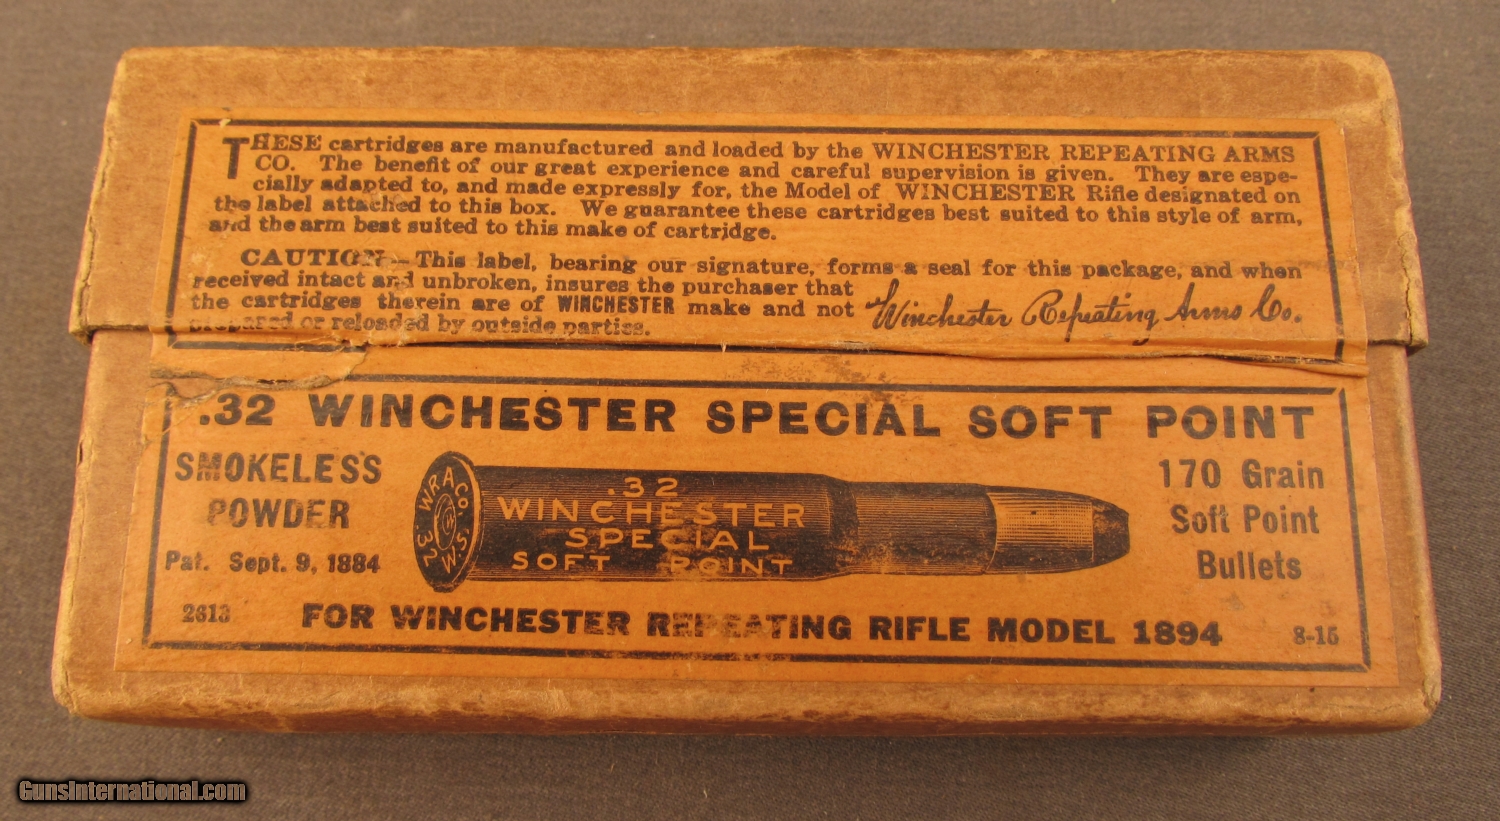 THESE cartridges are manufactured and loaded by the WINCHESTER REPEATING ARMS
CO. The benefit of our great experience and careful supervision is given. They are espe-
cially adapted to, and made expressly for, the Model of WINCHESTER Rifle designated on
the label attached to this box. We guarantee these cartridges best suited to this style of arm,
and the arm best suited to this make of cartridge.
CAUTION—This label, bearing our signature, forms a seal for this package, and when
received intact and unbroken, insures the purchaser that
the cartridges therein are of WINCHESTER make and not
prepared or reloaded by outside parties.
Winchester Repeating Arms Co.
.32 WINCHESTER SPECIAL SOFT POINT
SMOKELESS
POWDER
Pat. Sept. 9, 1884
W.R.A.CO.
.32 W.S.
.32
WINCHESTER
SPECIAL
SOFT POINT
170 Grain
Soft Point
Bullets
2613
FOR WINCHESTER REPEATING RIFLE MODEL 1894
8-15
GunsInternational.com